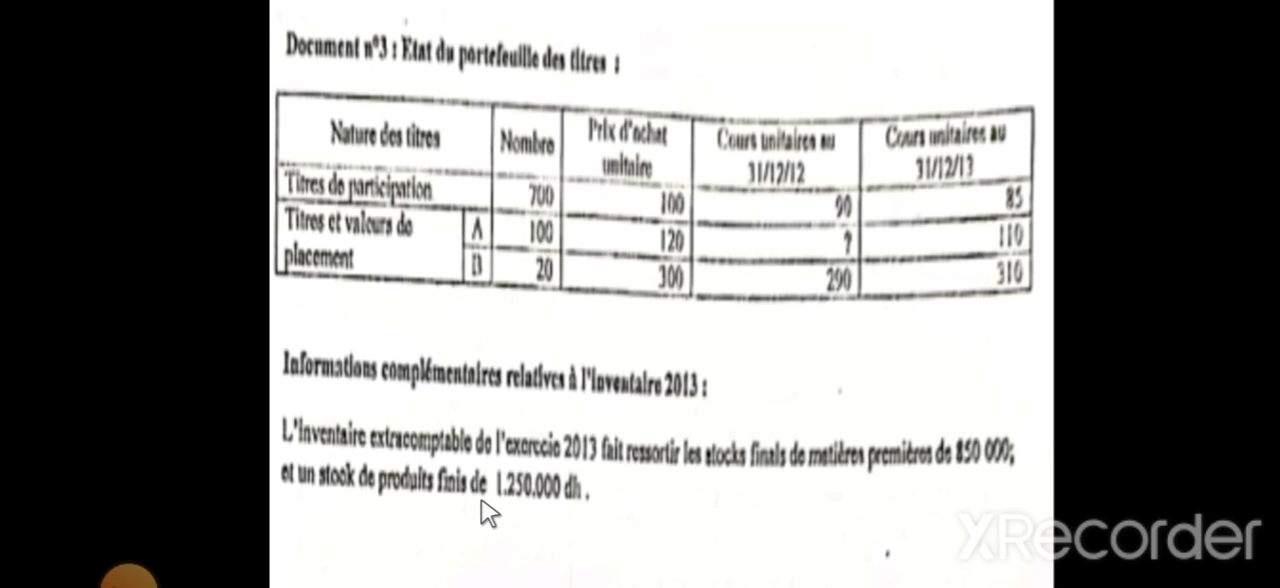 Document n°3 : Etat du portefeuille des titres :
Nature des titres | Nombre | Prix d'achat unitaire | Cours unitaires au 31/12/12 | Cours unitaires au 31/12/13
Titres de participation | 700 | 100 | 90 | 85
Titres et valeurs de placement | A | 100 | 120 | ? | 110
B | 20 | 300 | 290 | 310
Informations complémentaires relatives à l'inventaire 2013 :
L'inventaire extracomptable de l'exerccie 2013 fait ressortir les stocks finals de matières premières de 850 000;
et un stock de produits finis de 1.250.000 dh .
XRecorder